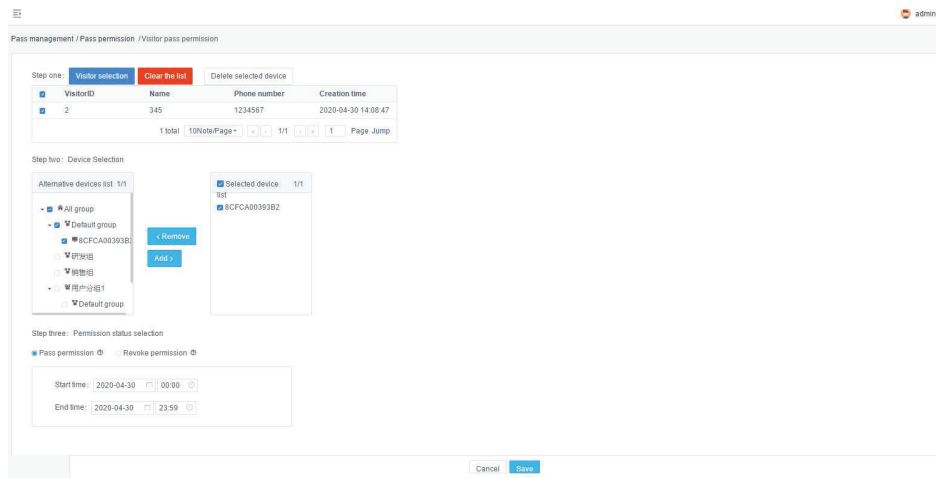 admin
Pass management / Pass permission / Visitor pass permission
Step one: Visitor selection Clear the list Delete selected device
VisitorID Name Phone number Creation time
2 345 1234567 2020-04-30 14:08:47
1 total 10Note/Page 1/1 1 Page Jump
Step two: Device Selection
Alternative devices list 1/1
All group
Default group
8CFCA00393B
研发组
销售组
用户分组1
Default group
< Remove
Add >
Selected device 1/1
list
8CFCA00393B2
Step three: Permission status selection
Pass permission Revoke permission
Start time: 2020-04-30 00:00
End time: 2020-04-30 23:59
Cancel Save